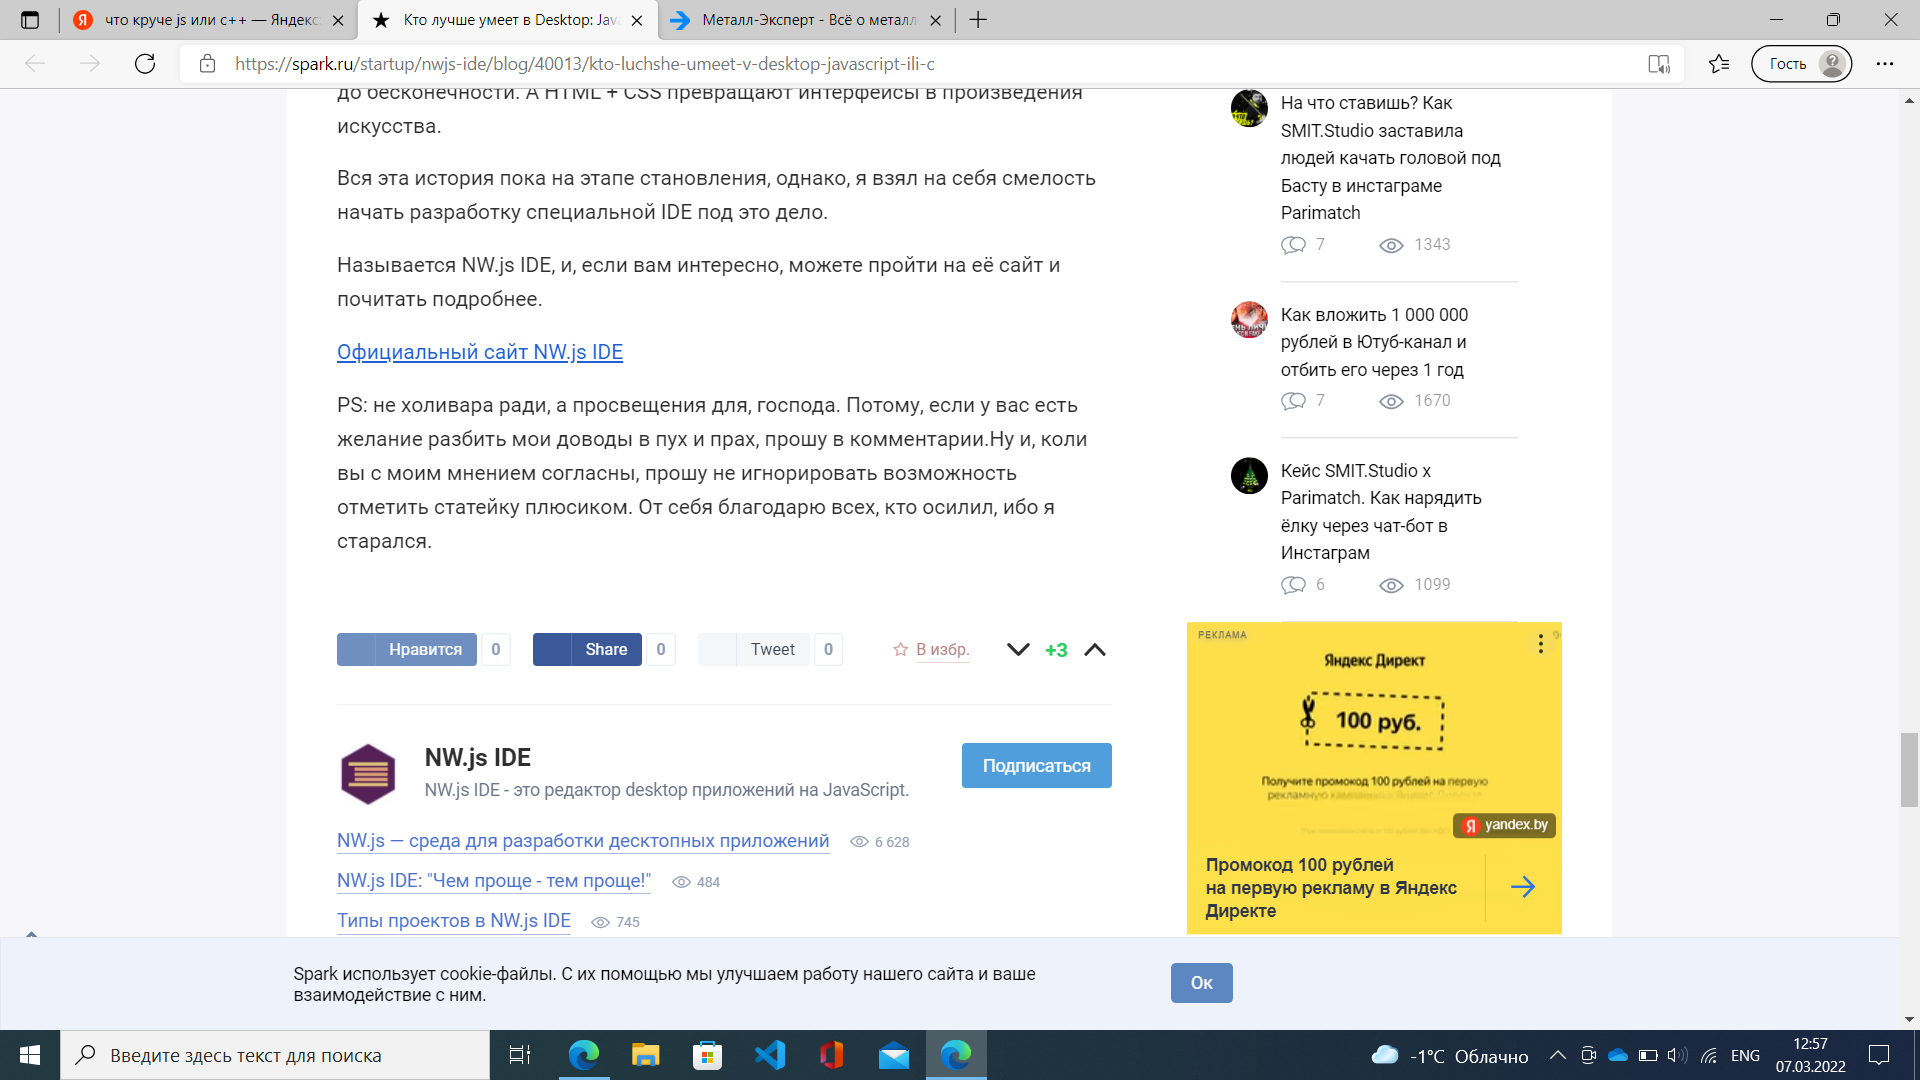 что круче js или c++ — Яндекс
Кто лучше умеет в Desktop: Java
Металл-Эксперт - Всё о металл
https://spark.ru/startup/nwjs-ide/blog/40013/kto-luchshe-umeet-v-desktop-javascript-ili-c
Гость
до бесконечности. А HTML + CSS превращают интерфейсы в произведения
искусства.
Вся эта история пока на этапе становления, однако, я взял на себя смелость
начать разработку специальной IDE под это дело.
Называется NW.js IDE, и, если вам интересно, можете пройти на её сайт и
почитать подробнее.
Официальный сайт NW.js IDE
PS: не холивара ради, а просвещения для, господа. Потому, если у вас есть
желание разбить мои доводы в пух и прах, прошу в комментарии.Ну и, коли
вы с моим мнением согласны, прошу не игнорировать возможность
отметить статейку плюсиком. От себя благодарю всех, кто осилил, ибо я
старался.
Нравится 0 Share 0 Tweet 0 В избр. +3
NW.js IDE
NW.js IDE - это редактор desktop приложений на JavaScript.
Подписаться
NW.js — среда для разработки десктопных приложений 6 628
NW.js IDE: "Чем проще - тем проще!" 484
Типы проектов в NW.js IDE 745
На что ставишь? Как
SMIT.Studio заставила
людей качать головой под
Басту в инстаграме
Parimatch
7 1343
Как вложить 1 000 000
рублей в Ютуб-канал и
отбить его через 1 год
7 1670
Кейс SMIT.Studio x
Parimatch. Как нарядить
ёлку через чат-бот в
Инстаграм
6 1099
РЕКЛАМА
Яндекс Директ
100 руб.
Получите промокод 100 рублей на первую
рекламную кампанию в Яндекс.Директе
yandex.by
Промокод 100 рублей
на первую рекламу в Яндекс
Директе
Spark использует cookie-файлы. С их помощью мы улучшаем работу нашего сайта и ваше
взаимодействие с ним.
Ок
Введите здесь текст для поиска
-1°C Облачно
ENG
12:57
07.03.2022